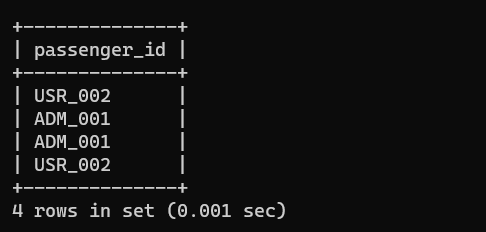 +--------------+
| passenger_id |
+--------------+
| USR_002      |
| ADM_001      |
| ADM_001      |
| USR_002      |
+--------------+
4 rows in set (0.001 sec)